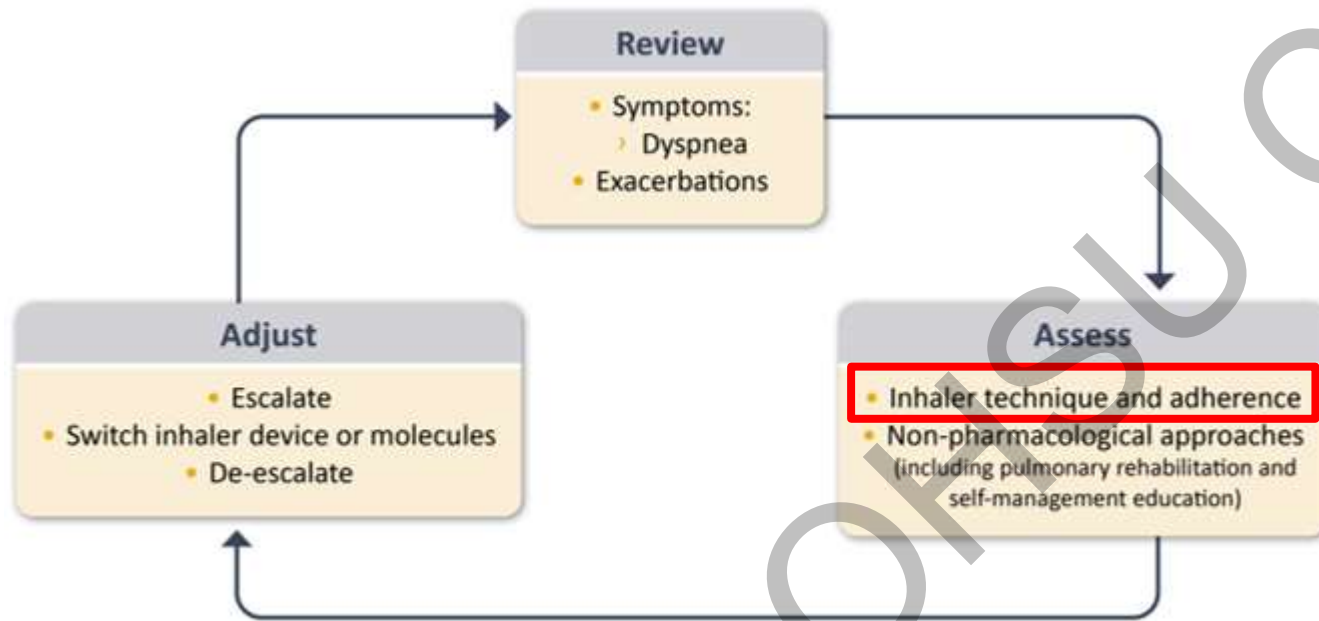 Review
• Symptoms:
› Dyspnea
• Exacerbations
Adjust
• Escalate
• Switch inhaler device or molecules
• De-escalate
Assess
• Inhaler technique and adherence
• Non-pharmacological approaches
(including pulmonary rehabilitation and
self-management education)
OHSU